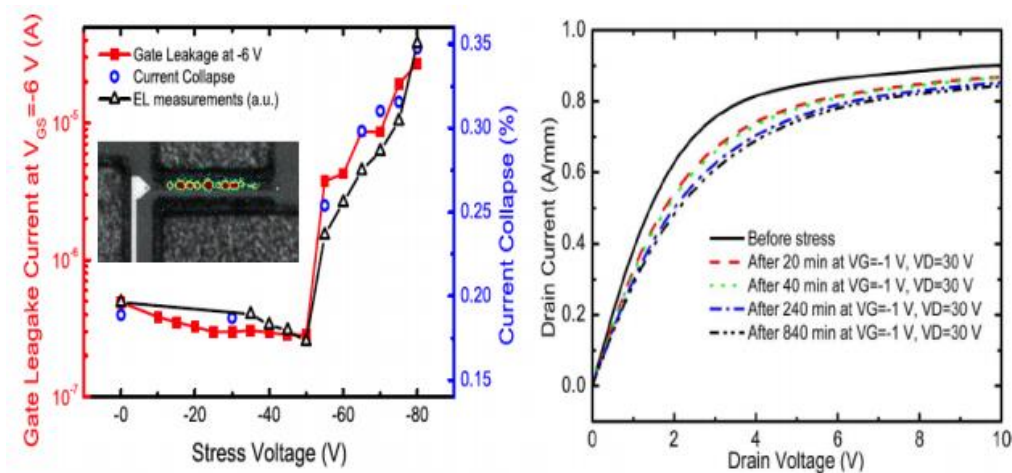 Gate Leagake Current at V_GS=-6 V (A)
10^-5
10^-6
10^-7
Gate Leakage at -6 V
Current Collapse
EL measurements (a.u.)
-0
-20
-40
-60
-80
Stress Voltage (V)
0.35
0.30
0.25
0.20
0.15
Current Collapse (%)
Drain Current (A/mm)
1.0
0.8
0.6
0.4
0.2
0.0
Before stress
After 20 min at VG=-1 V, VD=30 V
After 40 min at VG=-1 V, VD=30 V
After 240 min at VG=-1 V, VD=30 V
After 840 min at VG=-1 V, VD=30 V
0
2
4
6
8
10
Drain Voltage (V)